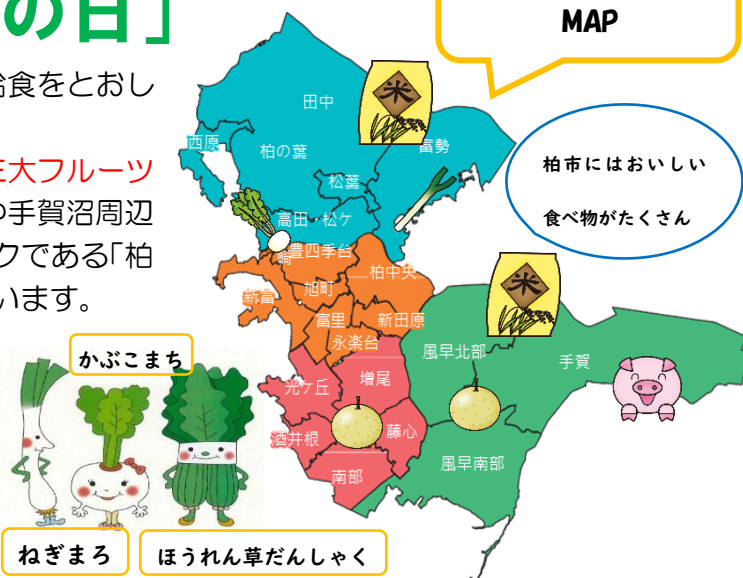 の日」
MAP
給食をとおし
三大フルーツ
の手賀沼周辺
クである「柏
います。
柏市にはおいしい
食べ物がたくさん
田中
米
西原
柏の葉
富勢
松葉
高田・松ケ
崎
豊四季台
柏中央
旭町
新富
富里
新田原
永楽台
米
風早北部
手賀
光ケ丘
増尾
酒井根
藤心
南部
風早南部
かぶこまち
ねぎまろ
ほうれん草だんしゃく